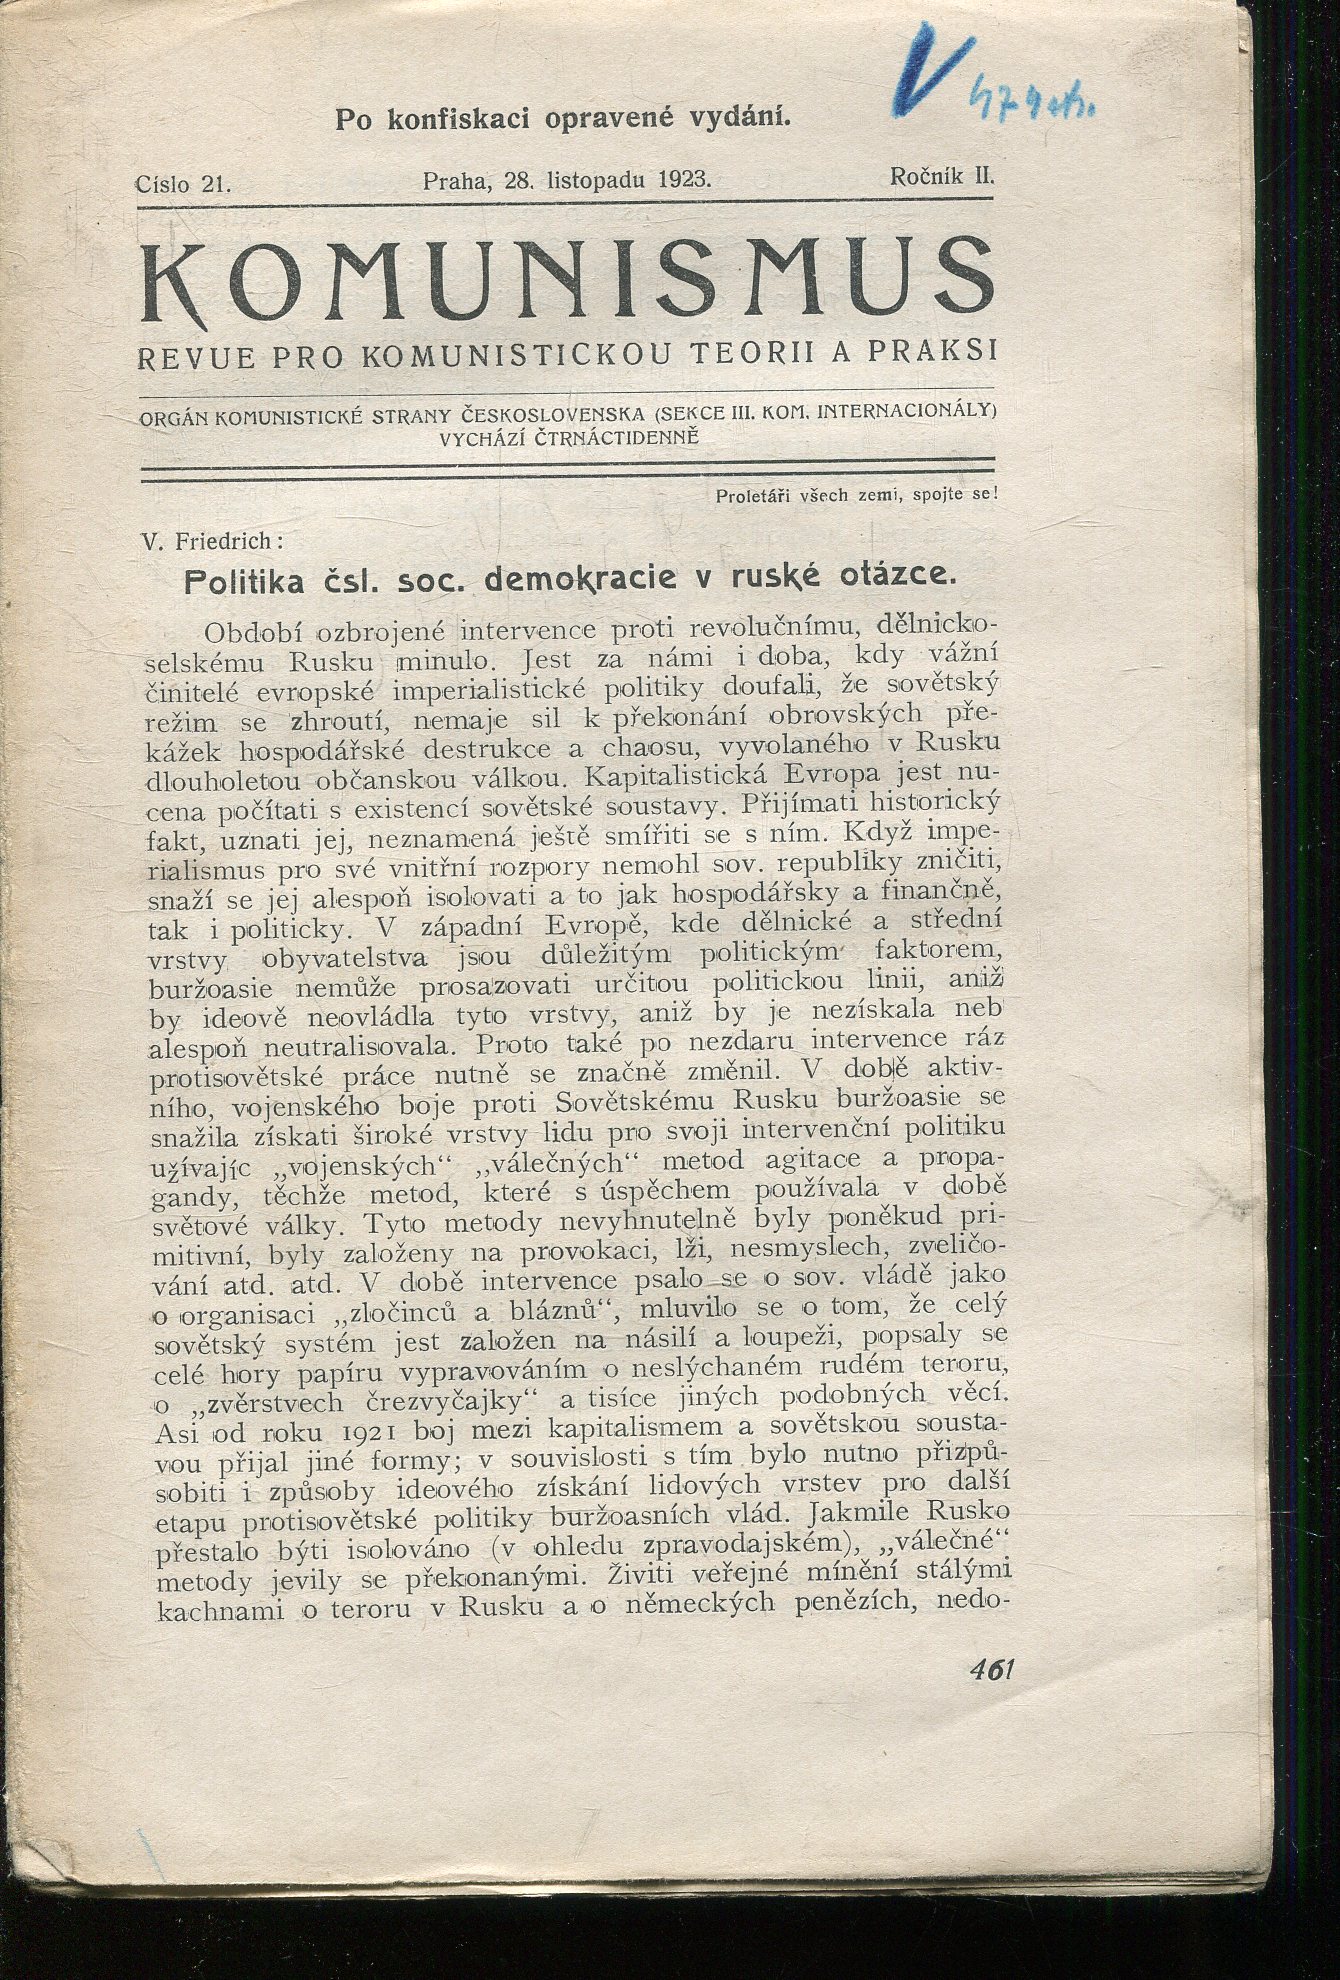 V
Po konfiskaci opravené vydání.
Císlo 21. Praha, 28. listopadu 1923. Ročník II.
KOMUNISMUS
REVUE PRO KOMUNISTICKOU TEORII A PRAKSI
ORGÁN KOMUNISTICKÉ STRANY ČESKOSLOVENSKA (SEKCE III. KOM. INTERNACIONÁLY)
VYCHÁZÍ ČTRNÁCTIDENNĚ
Proletáři všech zemi, spojte se!
V. Friedrich:
Politika čsl. soc. demokracie v ruské otázce.
Období ozbrojené intervence proti revolučnímu, dělnicko-
selskému Rusku minulo. Jest za námi i doba, kdy vážní
činitelé evropské imperialistické politiky doufali, že sovětský
režim se zhroutí, nemaje sil k překonání obrovských pře-
kážek hospodářské destrukce a chaosu, vyvolaného v Rusku
dlouholetou občanskou válkou. Kapitalistická Evropa jest nu-
cena počítati s existencí sovětské soustavy. Přijímati historický
fakt, uznati jej, neznamená ještě smířiti se s ním. Když impe-
rialismus pro své vnitřní rozpory nemohl sov. republiky zničiti,
snaží se jej alespoň isolovati a to jak hospodářsky a finančně,
tak i politicky. V západní Evropě, kde dělnické a střední
vrstvy obyvatelstva jsou důležitým politickým faktorem,
buržoasie nemůže prosazovati určitou politickou linii, aniž
by ideově neovládla tyto vrstvy, aniž by je nezískala neb
alespoň neutralisovala. Proto také po nezdaru intervence ráz
protisovětské práce nutně se značně změnil. V době aktiv-
ního, vojenského boje proti Sovětskému Rusku buržoasie se
snažila získati široké vrstvy lidu pro svoji intervenční politiku
užívajíc „vojenských“ „válečných“ metod agitace a propa-
gandy, těchže metod, které s úspěchem používala v době
světové války. Tyto metody nevyhnutelně byly poněkud pri-
mitivní, byly založeny na provokaci, lži, nesmyslech, zveličo-
vání atd. atd. V době intervence psalo se o sov. vládě jako
o organisaci „zločinců a bláznů“, mluvilo se o tom, že celý
sovětský systém jest založen na násilí a loupeži, popsaly se
celé hory papíru vypravováním o neslýchaném rudém teroru,
o „zvěrstvech črezvyčajky“ a tisíce jiných podobných věcí.
Asi od roku 1921 boj mezi kapitalismem a sovětskou sousta-
vou přijal jiné formy; v souvislosti s tím bylo nutno přizpů-
sobiti i způsoby ideového získání lidových vrstev pro další
etapu protisovětské politiky buržoasních vlád. Jakmile Rusko
přestalo býti isolováno (v ohledu zpravodajském), „válečné“
metody jevily se překonanými. Živiti veřejné mínění stálými
kachnami o teroru v Rusku a o německých penězích, nedo-
461